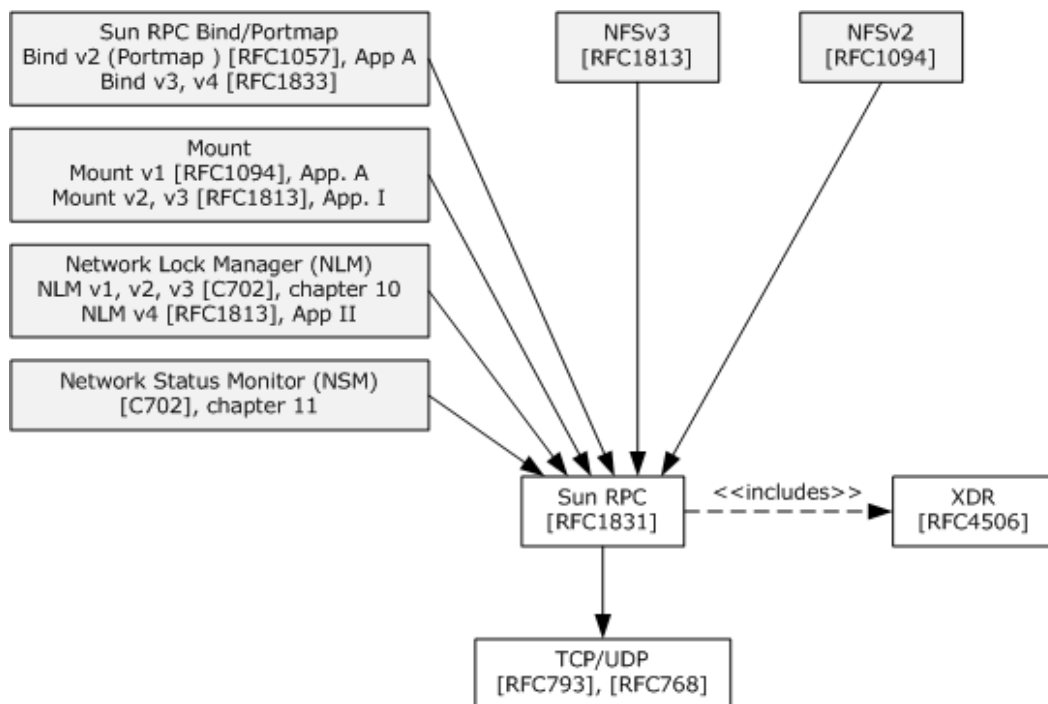 Sun RPC Bind/Portmap
Bind v2 (Portmap ) [RFC1057], App A
Bind v3, v4 [RFC1833]
NFSv3
[RFC1813]
NFSv2
[RFC1094]
Mount
Mount v1 [RFC1094], App. A
Mount v2, v3 [RFC1813], App. I
Network Lock Manager (NLM)
NLM v1, v2, v3 [C702], chapter 10
NLM v4 [RFC1813], App II
Network Status Monitor (NSM)
[C702], chapter 11
Sun RPC
[RFC1831]
<<includes>>
XDR
[RFC4506]
TCP/UDP
[RFC793], [RFC768]